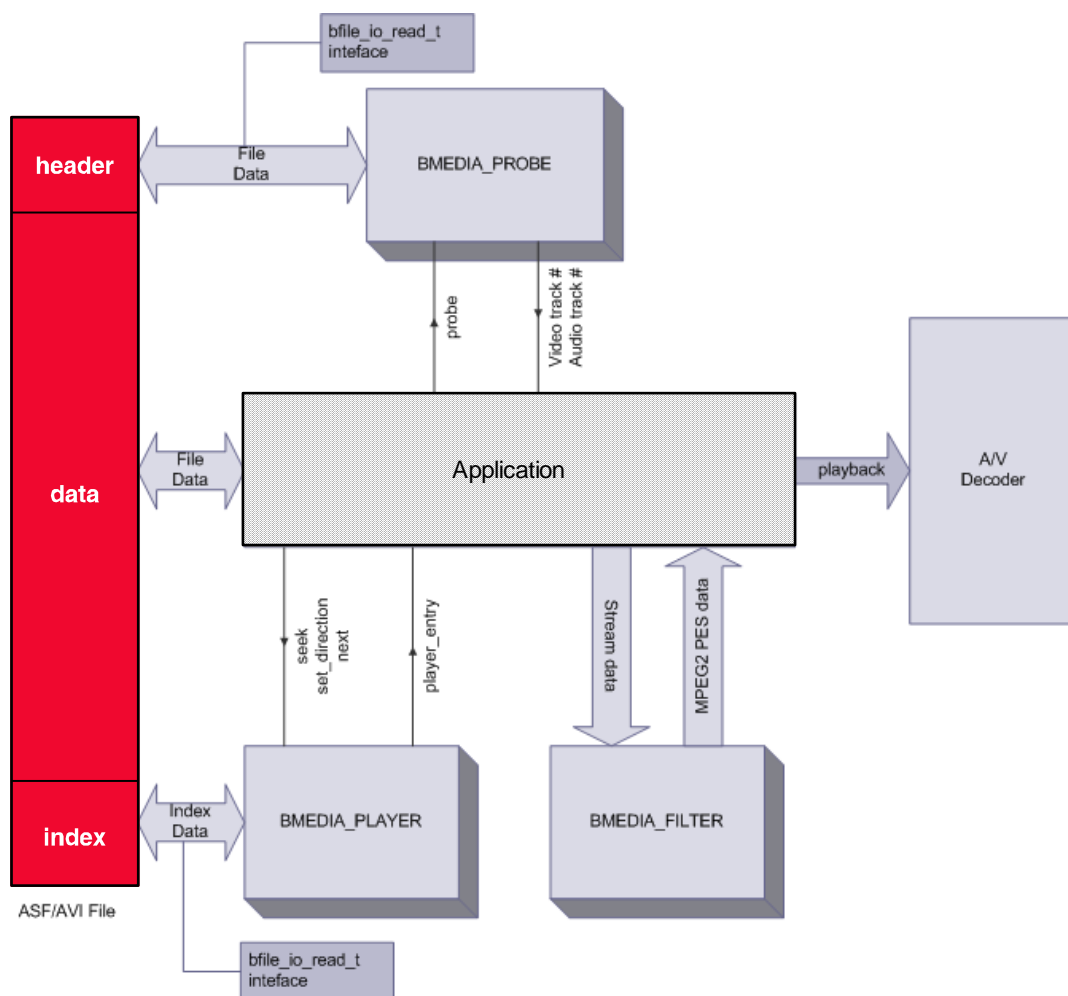 bfile_io_read_t
inteface
header
File
Data
BMEDIA_PROBE
probe
Video track #
Audio track #
data
File
Data
Application
playback
A/V
Decoder
seek
set_direction
next
player_entry
Stream data
MPEG2 PES data
index
Index
Data
BMEDIA_PLAYER
BMEDIA_FILTER
ASF/AVI File
bfile_io_read_t
inteface